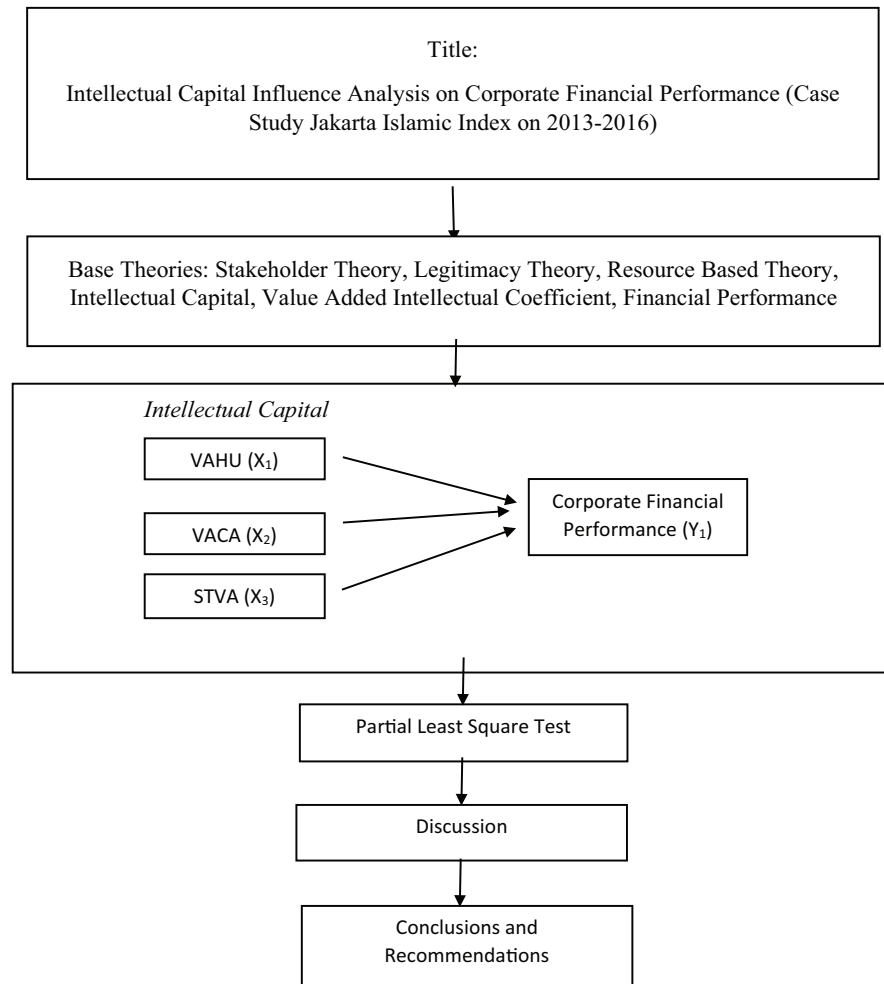 Title:
Intellectual Capital Influence Analysis on Corporate Financial Performance (Case
Study Jakarta Islamic Index on 2013-2016)
Base Theories: Stakeholder Theory, Legitimacy Theory, Resource Based Theory,
Intellectual Capital, Value Added Intellectual Coefficient, Financial Performance
Intellectual Capital
VAHU (X₁)
VACA (X₂)
STVA (X₃)
Corporate Financial
Performance (Y₁)
Partial Least Square Test
Discussion
Conclusions and
Recommendations